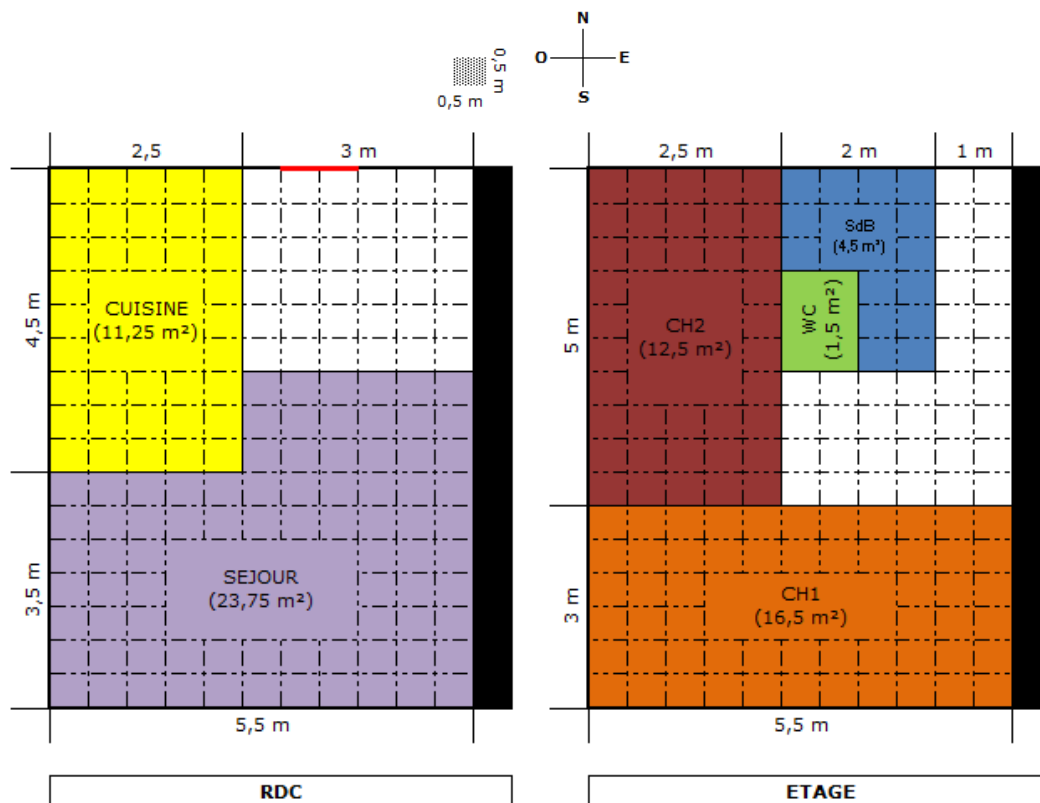 N
O
E
S
0,5 m
0,5 m
2,5
3 m
2,5 m
2 m
1 m
SdB
(4,5 m²)
CUISINE
(11,25 m²)
4,5 m
CH2
(12,5 m²)
WC
(1,5 m²)
5 m
SEJOUR
(23,75 m²)
3,5 m
CH1
(16,5 m²)
3 m
5,5 m
5,5 m
RDC
ETAGE